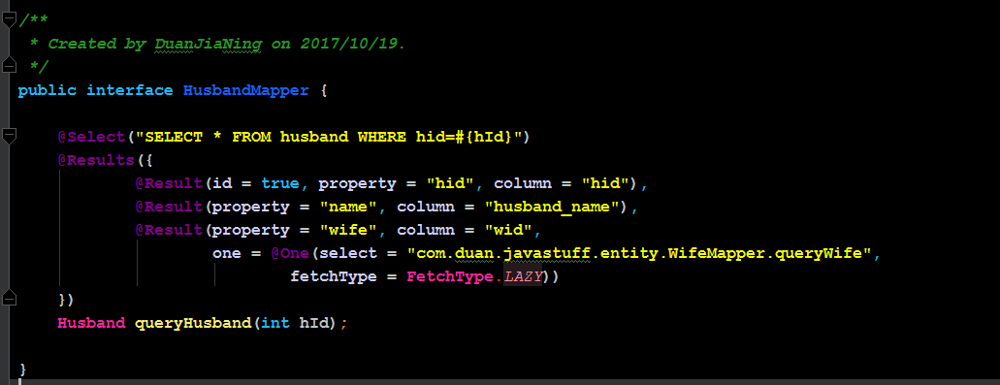 /**
 * Created by DuanJiaNing on 2017/10/19.
 */
public interface HusbandMapper {
@Select("SELECT * FROM husband WHERE hid=#{hId}")
@Results({
@Result(id = true, property = "hid", column = "hid"),
@Result(property = "name", column = "husband_name"),
@Result(property = "wife", column = "wid",
one = @One(select = "com.duan.javastuff.entity.WifeMapper.queryWife",
fetchType = FetchType.LAZY))
})
Husband queryHusband(int hId);
}